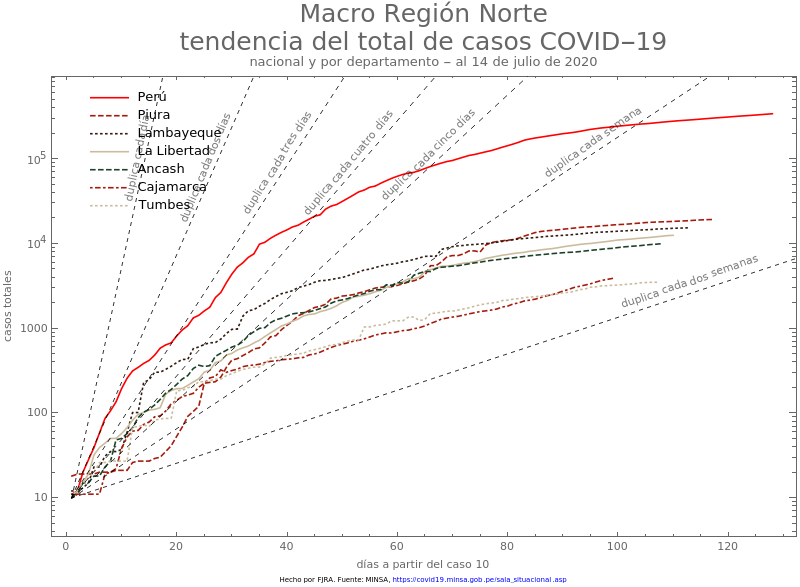 Macro Región Norte
tendencia del total de casos COVID−19
nacional y por departamento − al 14 de julio de 2020
Perú
Piura
Lambayeque
La Libertad
Ancash
Cajamarca
Tumbes
duplica cada día
duplica cada dos días
duplica cada tres días
duplica cada cuatro días
duplica cada cinco días
duplica cada semana
duplica cada dos semanas
casos totales
10⁵
10⁴
1000
100
10
0 20 40 60 80 100 120
días a partir del caso 10
Hecho por FJRA. Fuente: MINSA, https://covid19.minsa.gob.pe/sala_situacional.asp